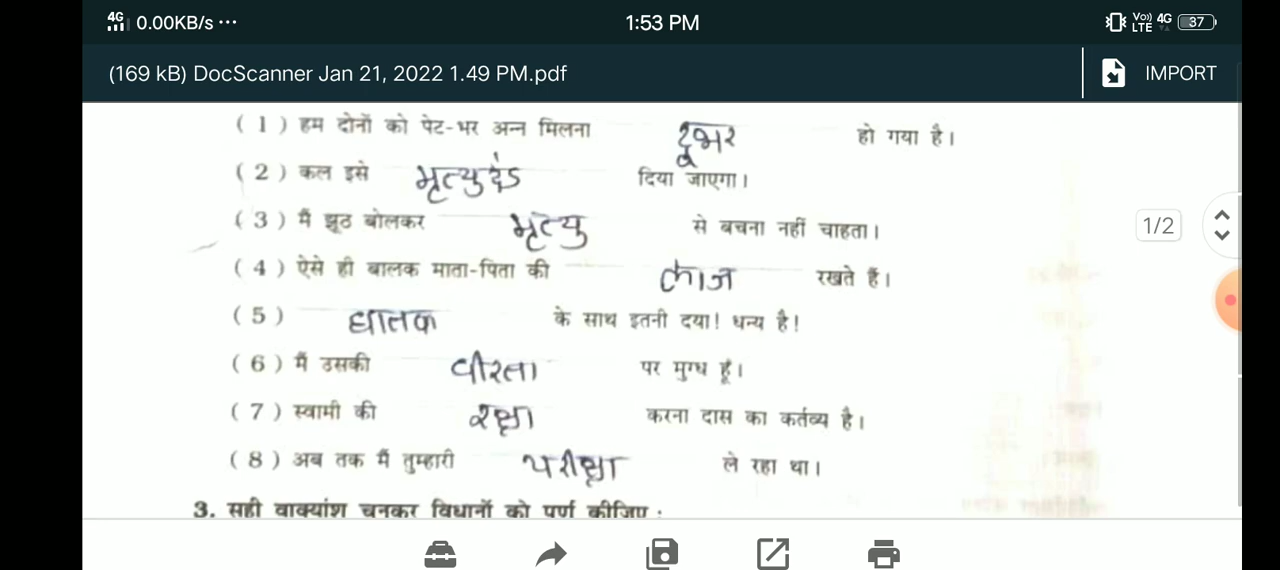 4G 0.00KB/s ... 1:53 PM Vo) LTE 4G 37
(169 kB) DocScanner Jan 21, 2022 1.49 PM.pdf IMPORT
( 1 ) हम दोनों को पेट-भर अन्न मिलना दूभर हो गया है।
( 2 ) कल इसे मृत्युदंड दिया जाएगा।
( 3 ) मैं झूठ बोलकर मृत्यु से बचना नहीं चाहता।
1/2
( 4 ) ऐसे ही बालक माता-पिता की लाज रखते हैं।
( 5 ) घातक के साथ इतनी दया! धन्य है!
( 6 ) मैं उसकी वीरता पर मुग्ध हूँ।
( 7 ) स्वामी की रक्षा करना दास का कर्तव्य है।
( 8 ) अब तक मैं तुम्हारी परीक्षा ले रहा था।
3. सही वाक्यांश चुनकर विधानों को पूर्ण कीजिए :